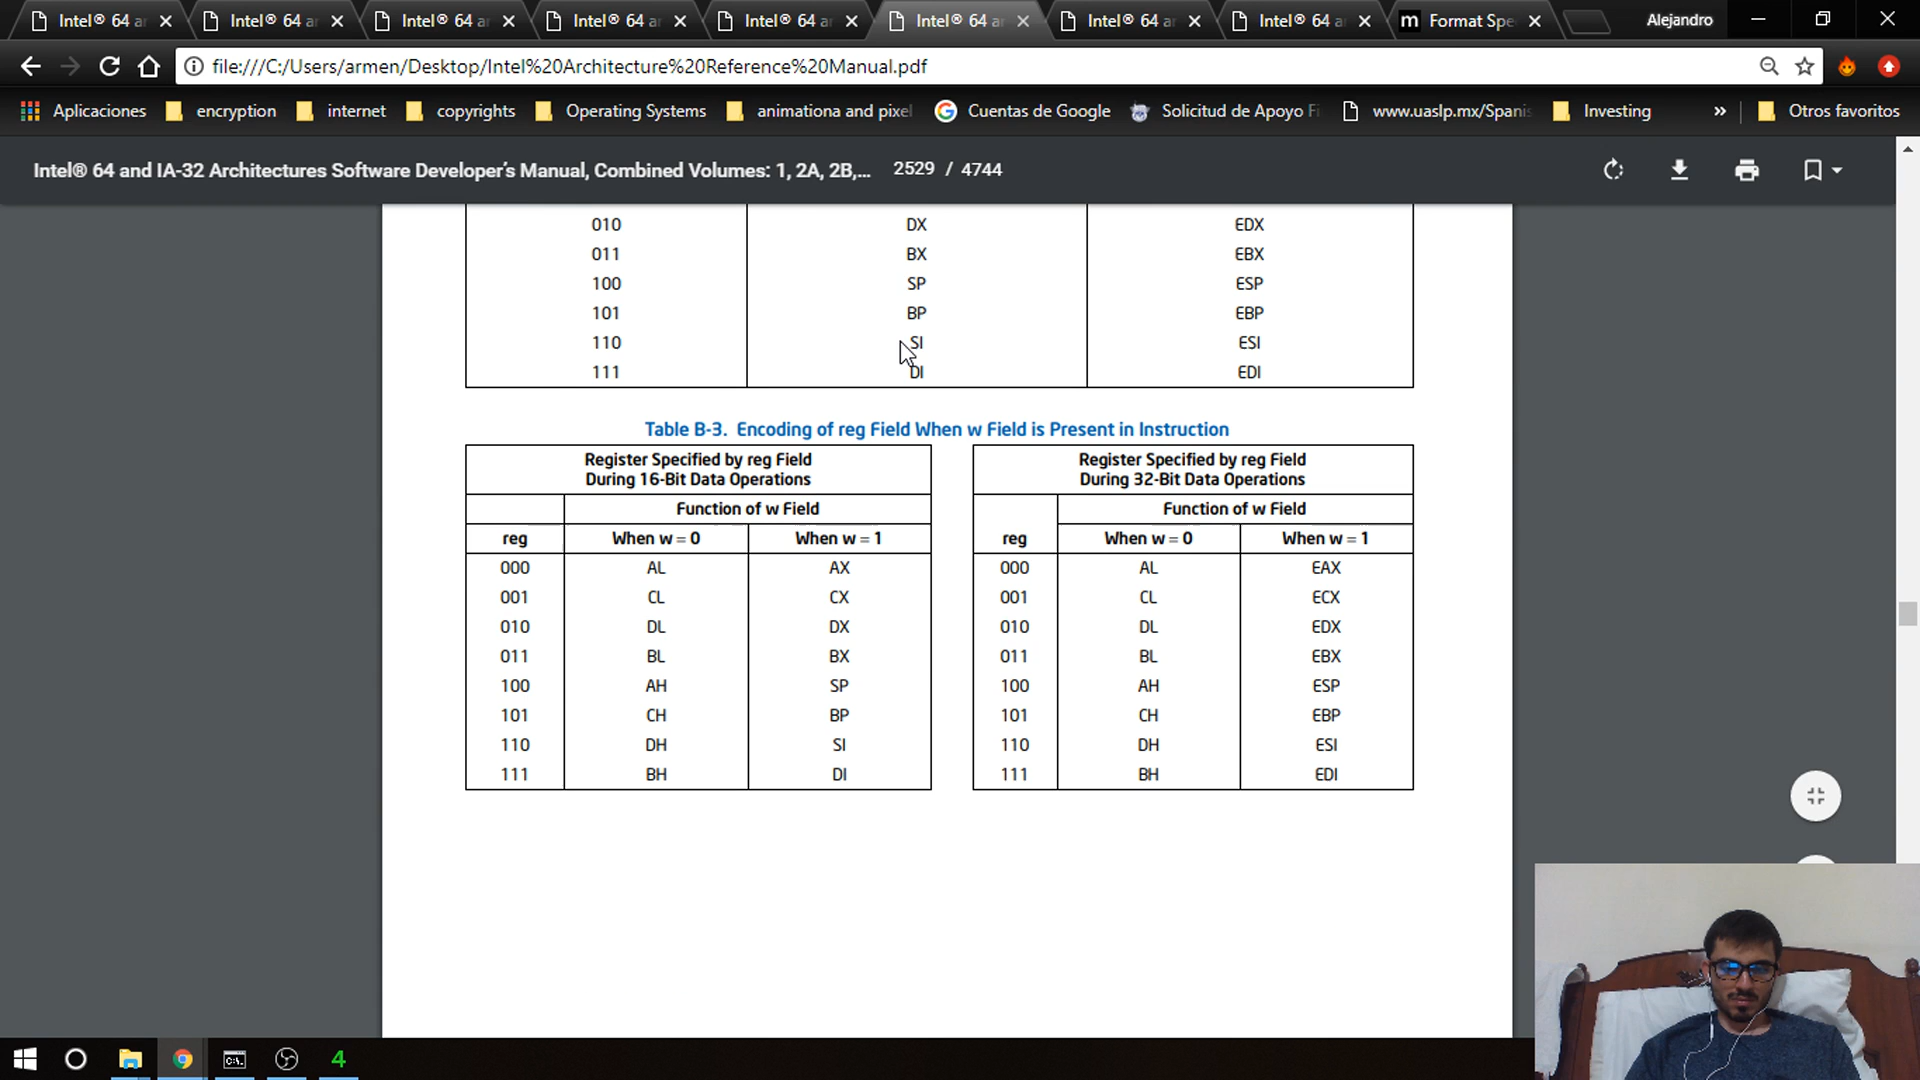 Intel® 64 ar
Intel® 64 ar
Intel® 64 ar
Intel® 64 ar
Intel® 64 ar
Intel® 64 ar
Intel® 64 ar
Intel® 64 ar
m Format Spe
Alejandro
file:///C:/Users/armen/Desktop/Intel%20Architecture%20Reference%20Manual.pdf
Aplicaciones encryption internet copyrights Operating Systems animationa and pixel Cuentas de Google Solicitud de Apoyo Fi www.uaslp.mx/Spanis Investing » Otros favoritos
Intel® 64 and IA-32 Architectures Software Developer's Manual, Combined Volumes: 1, 2A, 2B,... 2529 / 4744
010 DX EDX
011 BX EBX
100 SP ESP
101 BP EBP
110 SI ESI
111 DI EDI
Table B-3. Encoding of reg Field When w Field is Present in Instruction
Register Specified by reg Field
During 16-Bit Data Operations
Function of w Field
reg When w = 0 When w = 1
000 AL AX
001 CL CX
010 DL DX
011 BL BX
100 AH SP
101 CH BP
110 DH SI
111 BH DI
Register Specified by reg Field
During 32-Bit Data Operations
Function of w Field
reg When w = 0 When w = 1
000 AL EAX
001 CL ECX
010 DL EDX
011 BL EBX
100 AH ESP
101 CH EBP
110 DH ESI
111 BH EDI
4